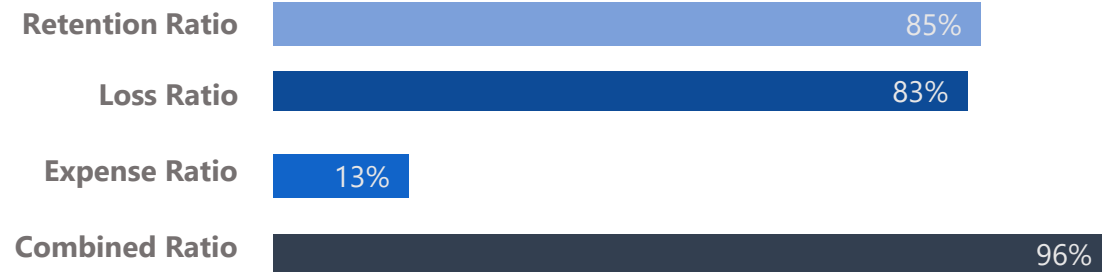 Retention Ratio 85%
Loss Ratio 83%
Expense Ratio 13%
Combined Ratio 96%